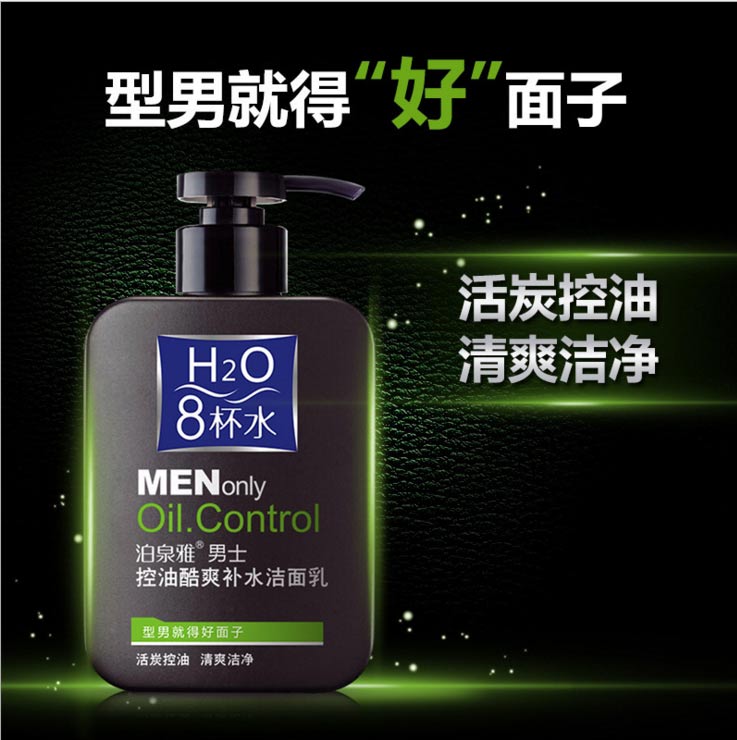 型男就得“好”面子
活炭控油
清爽洁净
H2O
8杯水
MENonly
Oil.Control
泊泉雅®男士
控油酷爽补水洁面乳
型男就得好面子
活炭控油 清爽洁净